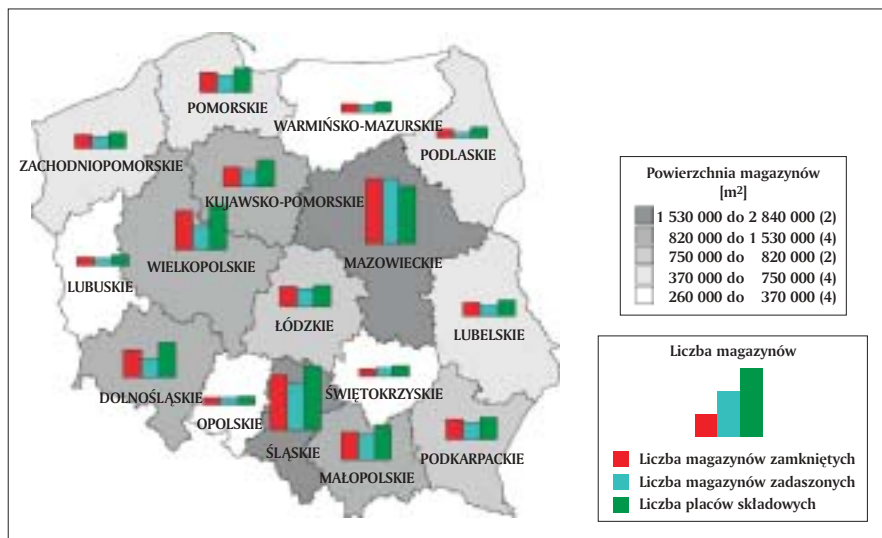 POMORSKIE
WARMIŃSKO-MAZURSKIE
ZACHODNIOPOMORSKIE
PODLASKIE
KUJAWSKO-POMORSKIE
WIELKOPOLSKIE
MAZOWIECKIE
LUBUSKIE
ŁÓDZKIE
LUBELSKIE
DOLNOŚLĄSKIE
OPOLSKIE
ŚWIĘTOKRZYSKIE
ŚLĄSKIE
MAŁOPOLSKIE
PODKARPACKIE
Powierzchnia magazynów
[m²]
1 530 000 do 2 840 000 (2)
820 000 do 1 530 000 (4)
750 000 do 820 000 (2)
370 000 do 750 000 (4)
260 000 do 370 000 (4)
Liczba magazynów
Liczba magazynów zamkniętych
Liczba magazynów zadaszonych
Liczba placów składowych